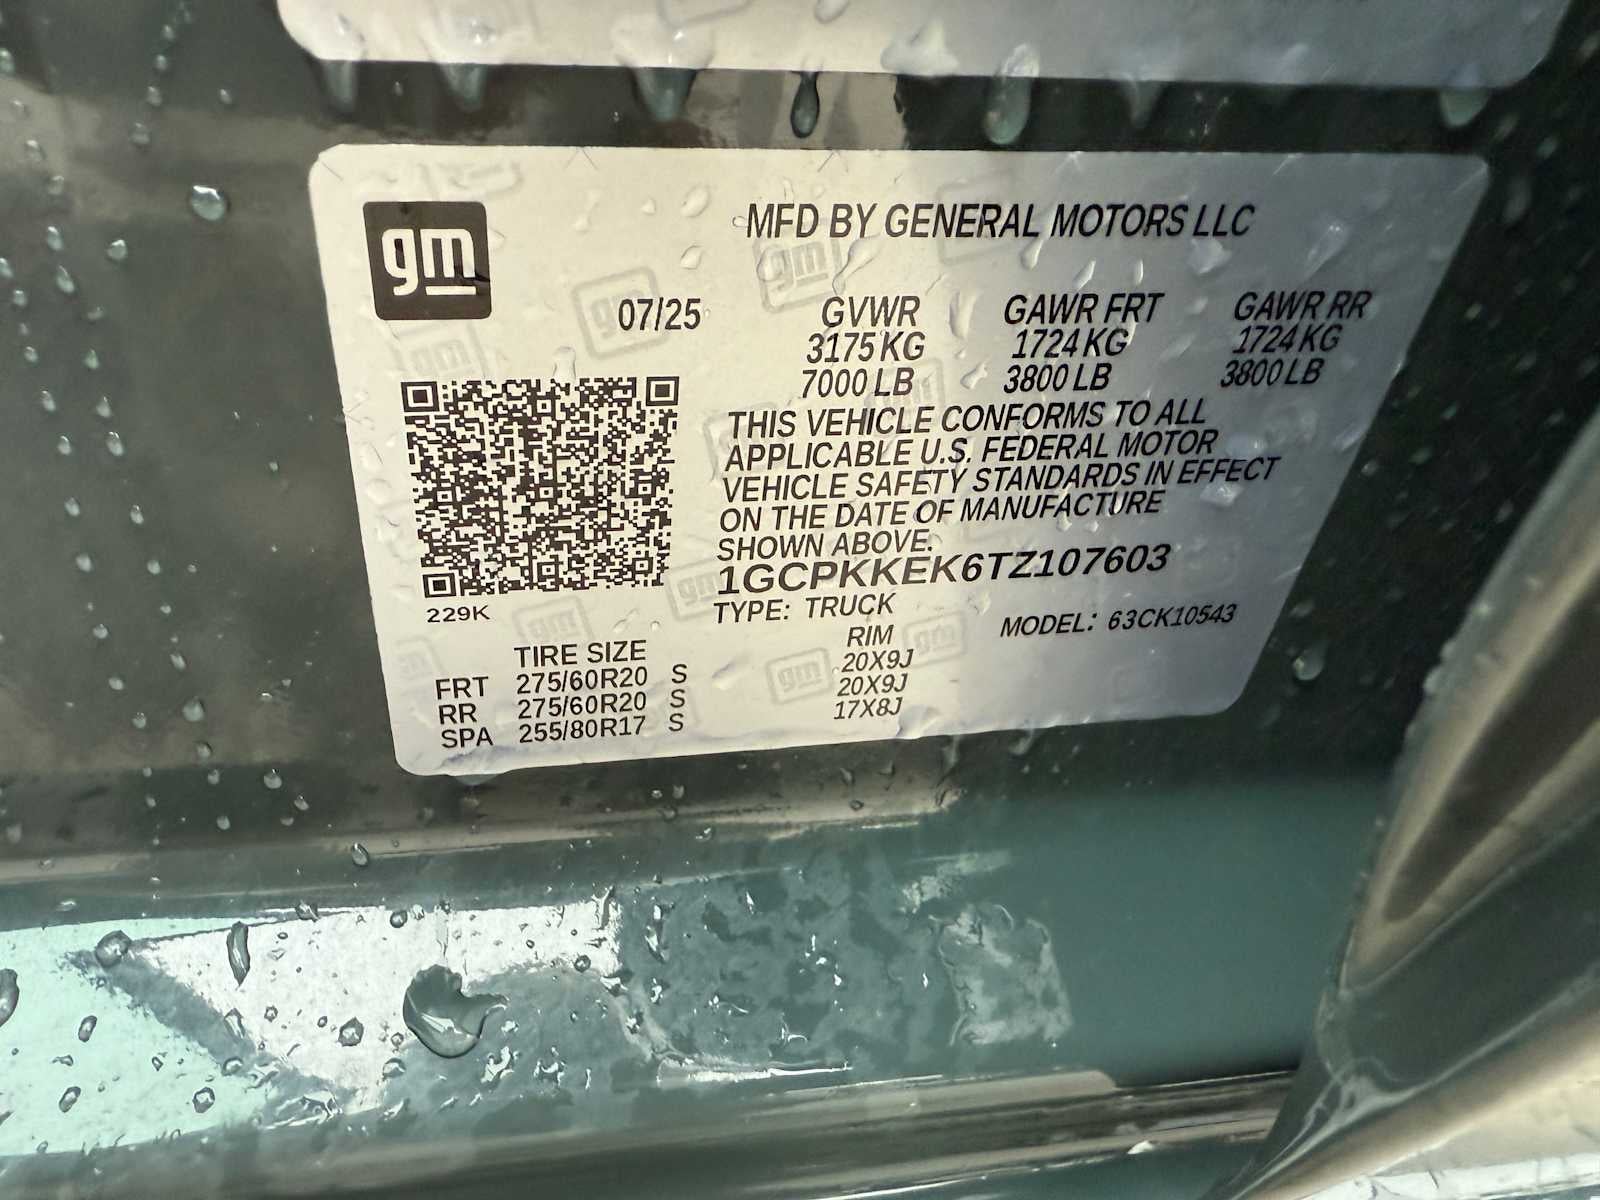 gm
MFD BY GENERAL MOTORS LLC
07/25
GVWR GAWR FRT GAWR RR
3175 KG 1724 KG 1724 KG
7000 LB 3800 LB 3800 LB
THIS VEHICLE CONFORMS TO ALL
APPLICABLE U.S. FEDERAL MOTOR
VEHICLE SAFETY STANDARDS IN EFFECT
ON THE DATE OF MANUFACTURE
SHOWN ABOVE.
1GCPKKEK6TZ107603
229K
TYPE: TRUCK MODEL: 63CK10543
TIRE SIZE RIM
FRT 275/60R20 S 20X9J
RR 275/60R20 S 20X9J
SPA 255/80R17 S 17X8J